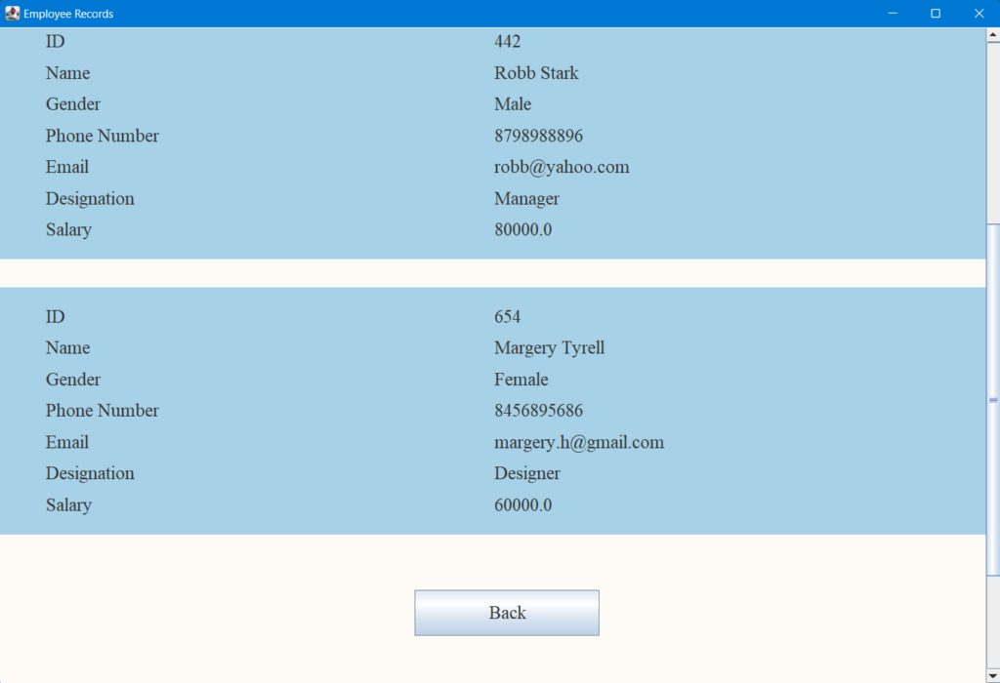 Employee Records
ID 442
Name Robb Stark
Gender Male
Phone Number 8798988896
Email robb@yahoo.com
Designation Manager
Salary 80000.0
ID 654
Name Margery Tyrell
Gender Female
Phone Number 8456895686
Email margery.h@gmail.com
Designation Designer
Salary 60000.0
Back